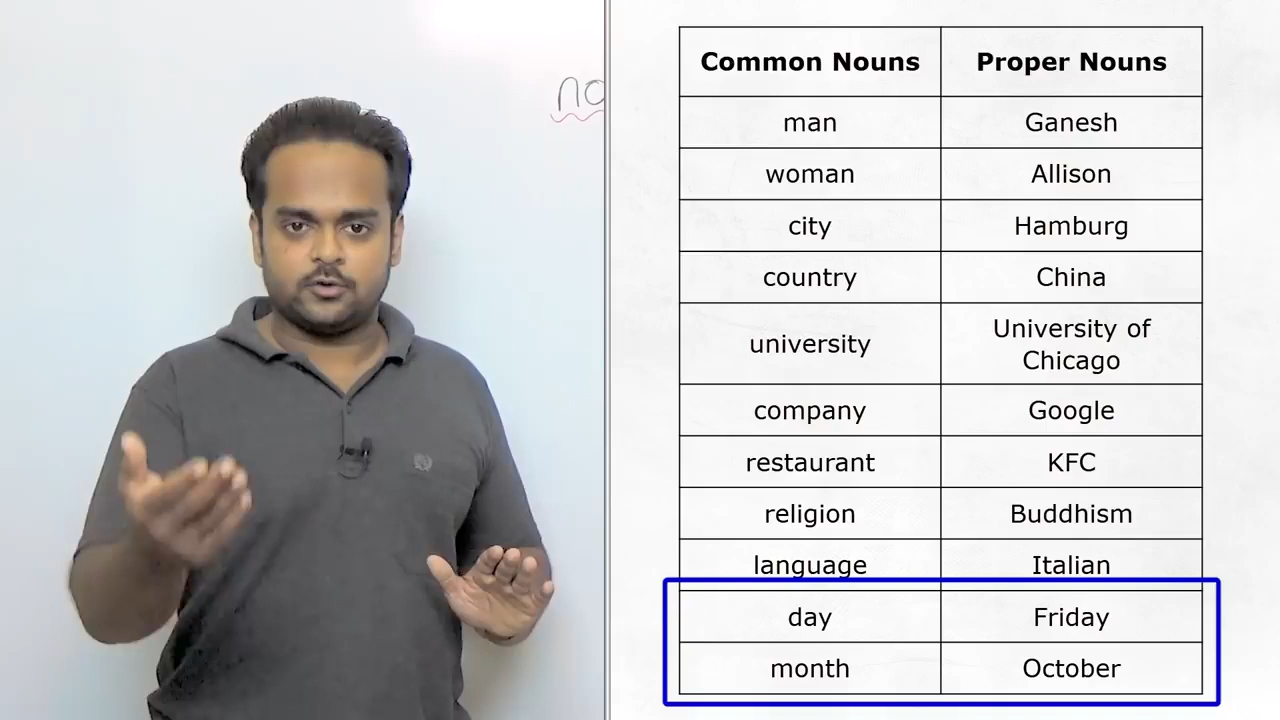 no
Common Nouns Proper Nouns
man Ganesh
woman Allison
city Hamburg
country China
university University of
Chicago
company Google
restaurant KFC
religion Buddhism
language Italian
day Friday
month October